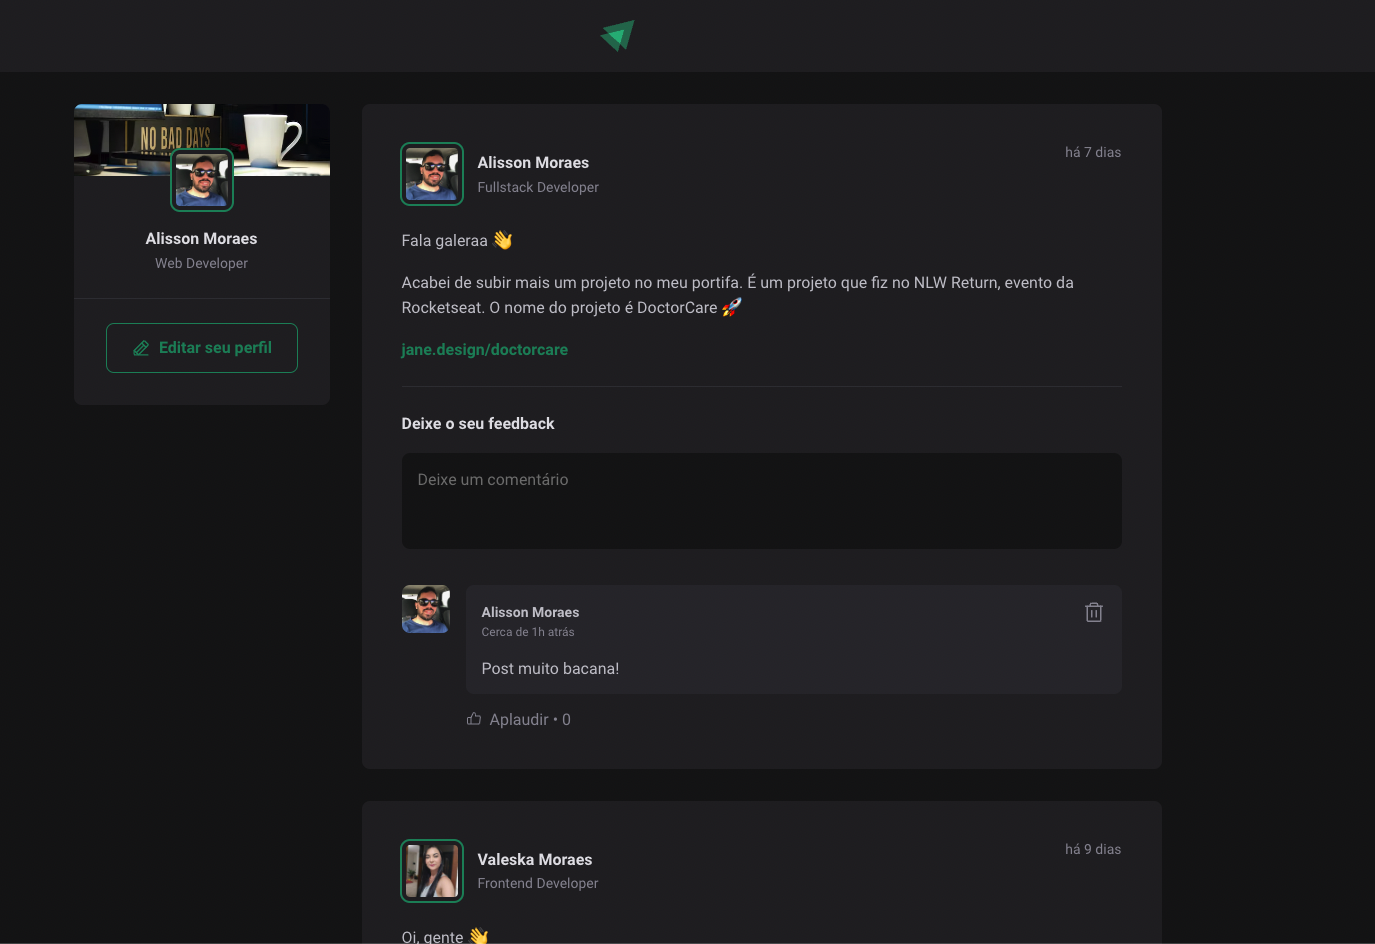 NO BAD DAYS
Alisson Moraes
Web Developer
Editar seu perfil
Alisson Moraes
Fullstack Developer
há 7 dias
Fala galeraa 👋
Acabei de subir mais um projeto no meu portifa. É um projeto que fiz no NLW Return, evento da
Rocketseat. O nome do projeto é DoctorCare 🚀
jane.design/doctorcare
Deixe o seu feedback
Deixe um comentário
Alisson Moraes
Cerca de 1h atrás
Post muito bacana!
Aplaudir • 0
Valeska Moraes
Frontend Developer
há 9 dias
Oi, gente 👋